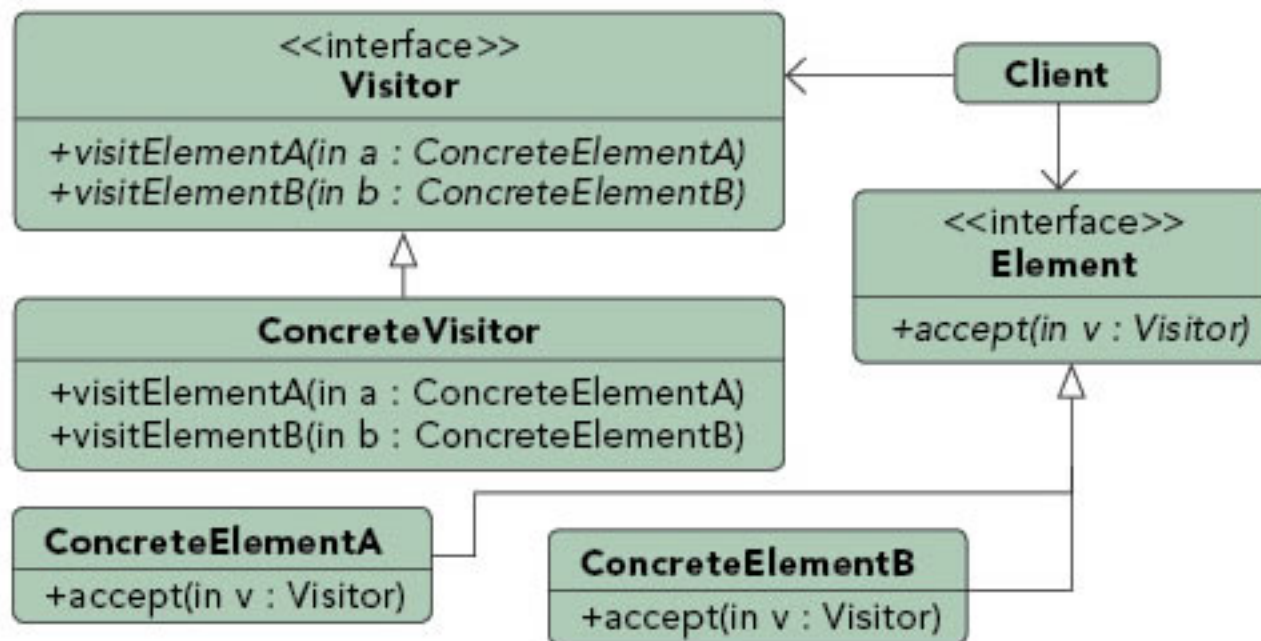 <<interface>>
Visitor
+visitElementA(in a : ConcreteElementA)
+visitElementB(in b : ConcreteElementB)
Client
<<interface>>
Element
+accept(in v : Visitor)
ConcreteVisitor
+visitElementA(in a : ConcreteElementA)
+visitElementB(in b : ConcreteElementB)
ConcreteElementA
+accept(in v : Visitor)
ConcreteElementB
+accept(in v : Visitor)